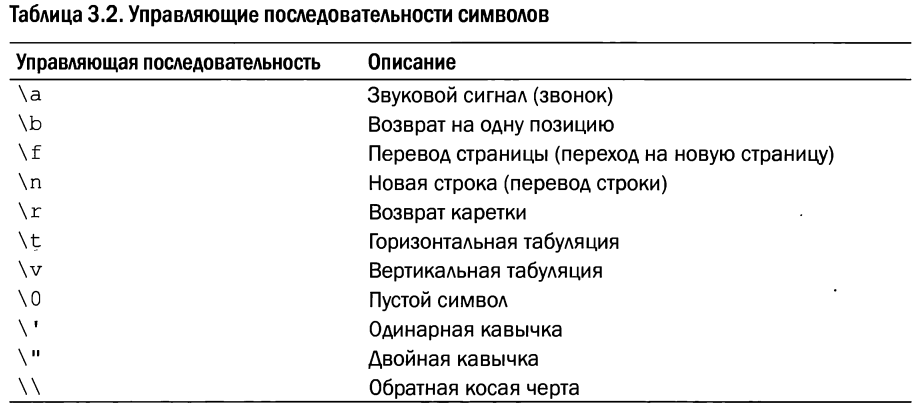 Таблица 3.2. Управляющие последовательности символов
Управляющая последовательность Описание
\a Звуковой сигнал (звонок)
\b Возврат на одну позицию
\f Перевод страницы (переход на новую страницу)
\n Новая строка (перевод строки)
\r Возврат каретки
\t Горизонтальная табуляция
\v Вертикальная табуляция
\0 Пустой символ
\' Одинарная кавычка
\" Двойная кавычка
\\ Обратная косая черта